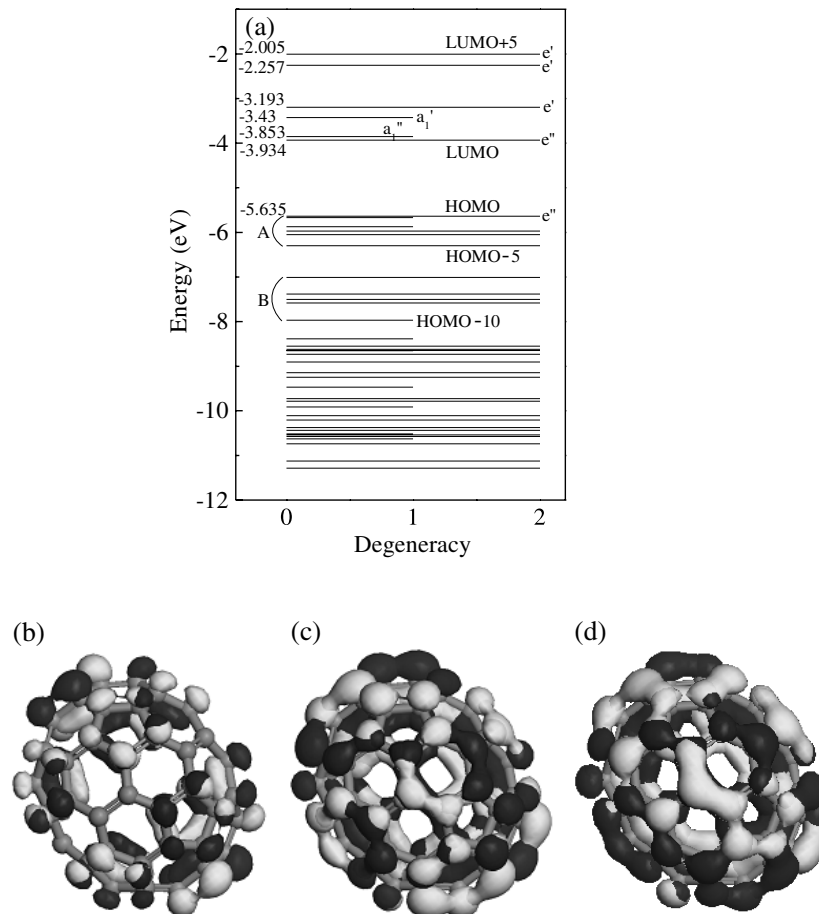 (a)
LUMO+5
-2.005
e'
-2
-2.257
e'
-3.193
e'
-3.43
a1'
a1''
-3.853
-4
e''
LUMO
-3.934
HOMO
-5.635
e''
A
-6
HOMO-5
B
-8
HOMO-10
-10
-12
0
1
2
Energy (eV)
Degeneracy
(b)
(c)
(d)